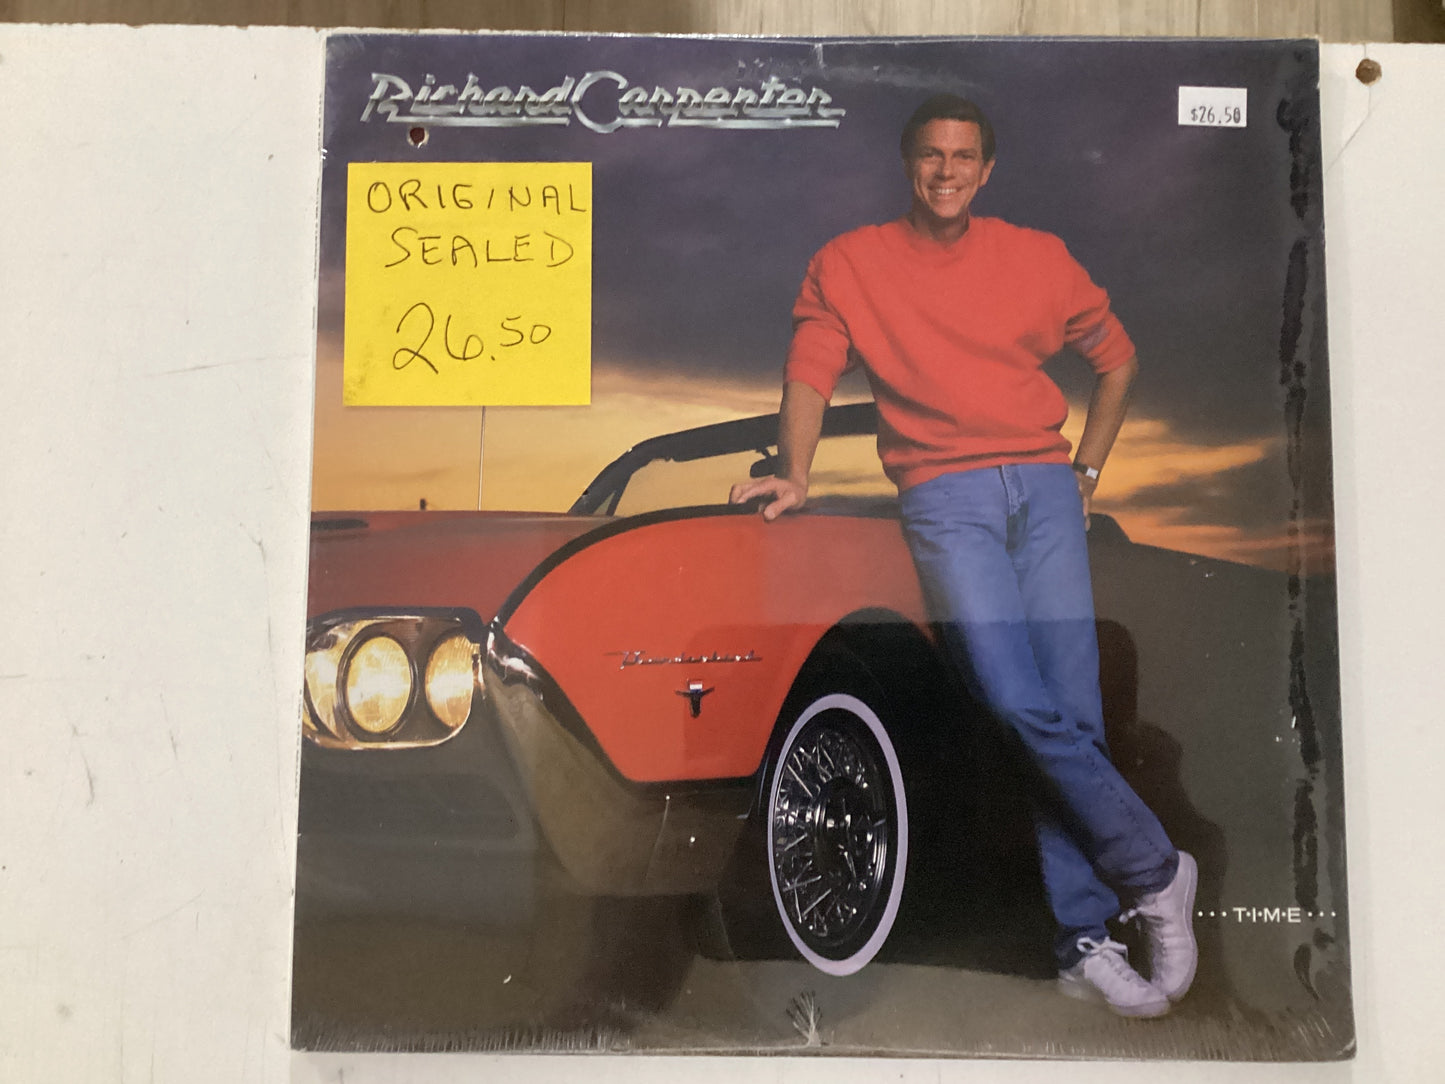 Richard Carpenter
$26.50
ORIGINAL
SEALED
26.50
Thunderbird
···T·I·M·E···